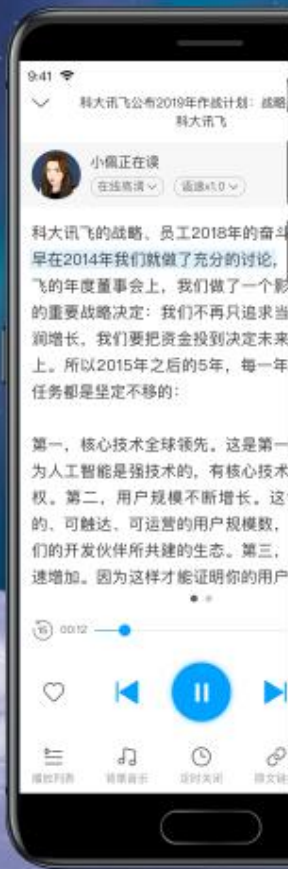 9:41
科大讯飞公布2019年作战计划：战略
科大讯飞
小佩正在读
在线高清
语速x1.0
科大讯飞的战略、员工2018年的奋斗
早在2014年我们就做了充分的讨论，
飞的年度董事会上，我们做了一个影
的重要战略决定：我们不再只追求当
润增长，我们要把资金投到决定未来
上。所以2015年之后的5年，每一年
任务都是坚定不移的：
第一，核心技术全球领先。这是第一
为人工智能是强技术的，有核心技术
权。第二，用户规模不断增长。这
的、可触达、可运营的用户规模数，
们的开发伙伴所共建的生态。第三，
速增加。因为这样才能证明你的用户
15 00:12
播放列表 背景音乐 定时关闭 原文链